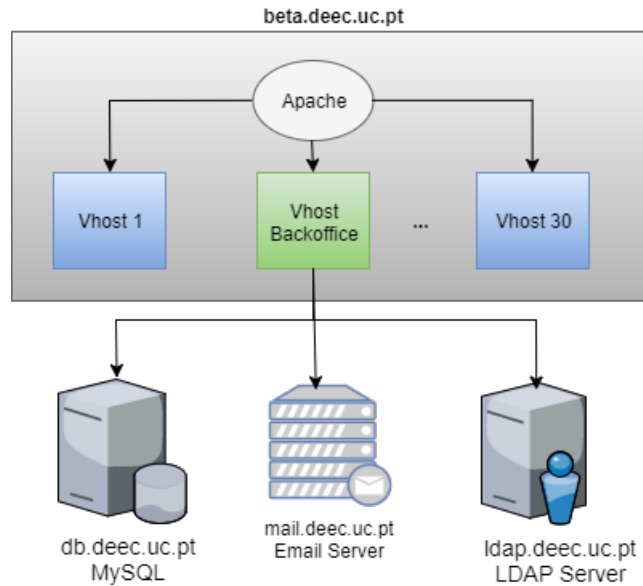 beta.deec.uc.pt
Apache
Vhost 1
Vhost
Backoffice
...
Vhost 30
db.deec.uc.pt
MySQL
mail.deec.uc.pt
Email Server
ldap.deec.uc.pt
LDAP Server